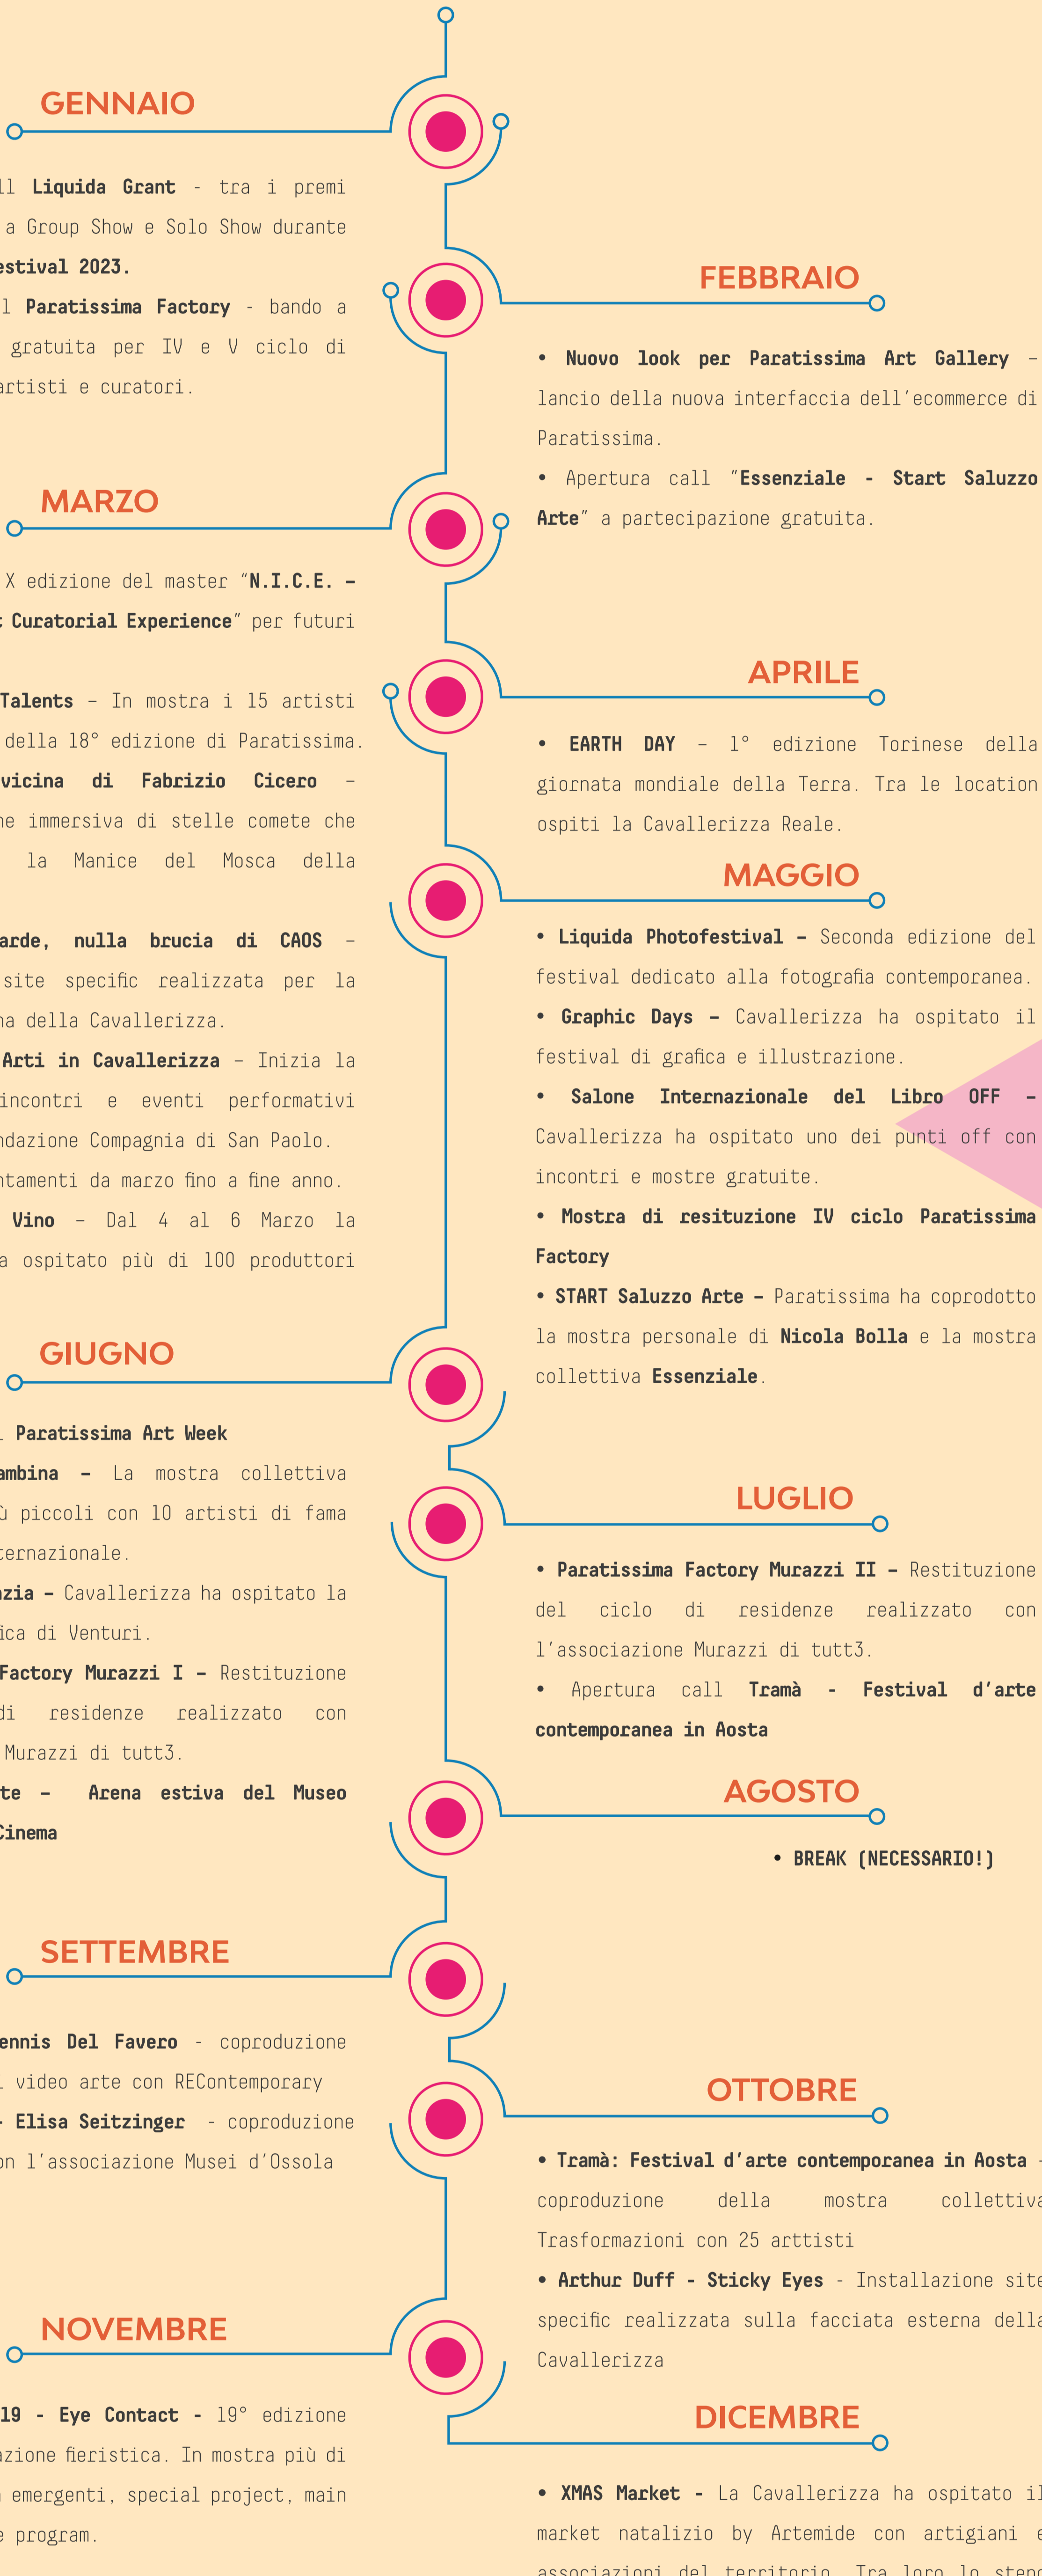 GENNAIO
ll Liquida Grant - tra i premi
a Group Show e Solo Show durante
estival 2023.
l Paratissima Factory - bando a
gratuita per IV e V ciclo di
artisti e curatori.
FEBBRAIO
• Nuovo look per Paratissima Art Gallery –
lancio della nuova interfaccia dell'ecommerce di
Paratissima.
• Apertura call "Essenziale - Start Saluzzo
Arte" a partecipazione gratuita.
MARZO
X edizione del master “N.I.C.E. –
t Curatorial Experience” per futuri
Talents – In mostra i 15 artisti
della 18° edizione di Paratissima.
vicina di Fabrizio Cicero –
ne immersiva di stelle comete che
la Manice del Mosca della
arde, nulla brucia di CAOS –
site specific realizzata per la
na della Cavallerizza.
Arti in Cavallerizza – Inizia la
incontri e eventi performativi
ndazione Compagnia di San Paolo.
ntamenti da marzo fino a fine anno.
Vino – Dal 4 al 6 Marzo la
a ospitato più di 100 produttori
APRILE
• EARTH DAY – 1° edizione Torinese della
giornata mondiale della Terra. Tra le location
ospiti la Cavallerizza Reale.
MAGGIO
• Liquida Photofestival – Seconda edizione del
festival dedicato alla fotografia contemporanea.
• Graphic Days – Cavallerizza ha ospitato il
festival di grafica e illustrazione.
• Salone Internazionale del Libro OFF –
Cavallerizza ha ospitato uno dei punti off con
incontri e mostre gratuite.
• Mostra di resituzione IV ciclo Paratissima
Factory
• START Saluzzo Arte – Paratissima ha coprodotto
la mostra personale di Nicola Bolla e la mostra
collettiva Essenziale.
GIUGNO
l Paratissima Art Week
ambina – La mostra collettiva
ù piccoli con 10 artisti di fama
ternazionale.
azia – Cavallerizza ha ospitato la
ica di Venturi.
Factory Murazzi I – Restituzione
di residenze realizzato con
Murazzi di tutt3.
te – Arena estiva del Museo
Cinema
LUGLIO
• Paratissima Factory Murazzi II – Restituzione
del ciclo di residenze realizzato con
l'associazione Murazzi di tutt3.
• Apertura call Tramà - Festival d'arte
contemporanea in Aosta
AGOSTO
• BREAK (NECESSARIO!)
SETTEMBRE
ennis Del Favero - coproduzione
i video arte con REContemporary
- Elisa Seitzinger - coproduzione
on l'associazione Musei d'Ossola
OTTOBRE
• Tramà: Festival d'arte contemporanea in Aosta -
coproduzione della mostra collettiva
Trasformazioni con 25 arttisti
• Arthur Duff - Sticky Eyes - Installazione site
specific realizzata sulla facciata esterna della
Cavallerizza
NOVEMBRE
19 - Eye Contact - 19° edizione
azione fieristica. In mostra più di
emergenti, special project, main
e program.
DICEMBRE
• XMAS Market - La Cavallerizza ha ospitato il
market natalizio by Artemide con artigiani e
associazioni del territorio. Tra loro lo stend